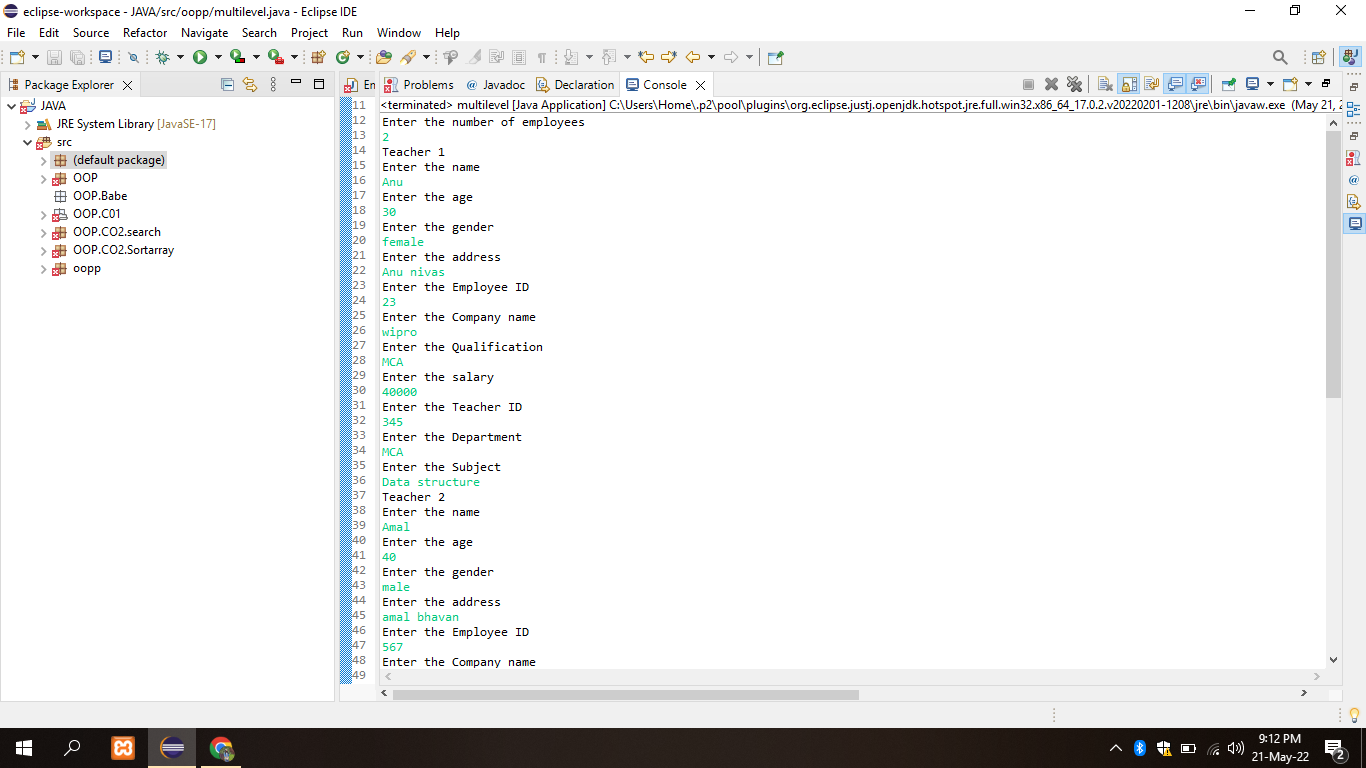 eclipse-workspace - JAVA/src/oopp/multilevel.java - Eclipse IDE
File Edit Source Refactor Navigate Search Project Run Window Help
Package Explorer
JAVA
JRE System Library [JavaSE-17]
src
(default package)
OOP
OOP.Babe
OOP.C01
OOP.CO2.search
OOP.CO2.Sortarray
oopp
En
Problems @ Javadoc Declaration Console
<terminated> multilevel [Java Application] C:\Users\Home\.p2\pool\plugins\org.eclipse.justj.openjdk.hotspot.jre.full.win32.x86_64_17.0.2.v20220201-1208\jre\bin\javaw.exe (May 21, 2
11
12
13
14
15
16
17
18
19
20
21
22
23
24
25
26
27
28
29
30
31
32
33
34
35
36
37
38
39
40
41
42
43
44
45
46
47
48
49
Enter the number of employees
2
Teacher 1
Enter the name
Anu
Enter the age
30
Enter the gender
female
Enter the address
Anu nivas
Enter the Employee ID
23
Enter the Company name
wipro
Enter the Qualification
MCA
Enter the salary
40000
Enter the Teacher ID
345
Enter the Department
MCA
Enter the Subject
Data structure
Teacher 2
Enter the name
Amal
Enter the age
40
Enter the gender
male
Enter the address
amal bhavan
Enter the Employee ID
567
Enter the Company name
9:12 PM
21-May-22
2